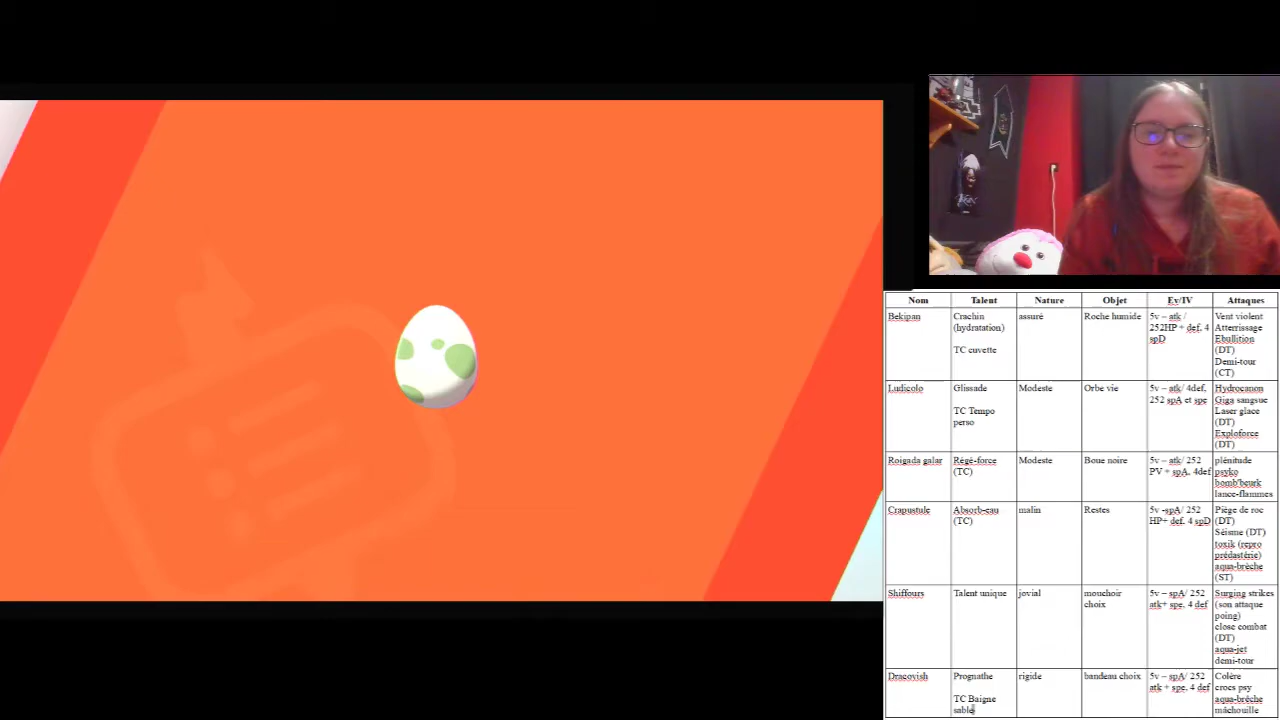 Nom Talent Nature Objet Ev/IV Attaques
Bekipan
Crachin
(hydratation)
TC cuvette
assuré
Roche humide
5v – atk /
252HP + def, 4
spD
Vent violent
Atterrissage
Ebullition
(DT)
Demi-tour
(CT)
Ludicolo
Glissade
TC Tempo
perso
Modeste
Orbe vie
5v – atk/ 4def,
252 spA et spe
Hydrocanon
Giga sangsue
Laser glace
(DT)
Exploforce
(DT)
Roigada galar
Régé-force
(TC)
Modeste
Boue noire
5v – atk/ 252
PV + spA, 4def
plénitude
psyko
bomb'beurk
lance-flammes
Crapustule
Absorb-eau
(TC)
malin
Restes
5v -spA/ 252
HP+ def, 4 spD
Piège de roc
(DT)
Séisme (DT)
toxik (repro
prédastérie)
aqua-brèche
(ST)
Shiffours
Talent unique
jovial
mouchoir
choix
5v – spA/ 252
atk+ spe, 4 def
Surging strikes
(son attaque
poing)
close combat
(DT)
aqua-jet
demi-tour
Dracovish
Prognathe
TC Baigne
sable
rigide
bandeau choix
5v – spA/ 252
atk + spe, 4 def
Colère
crocs psy
aqua-brèche
mâchouille